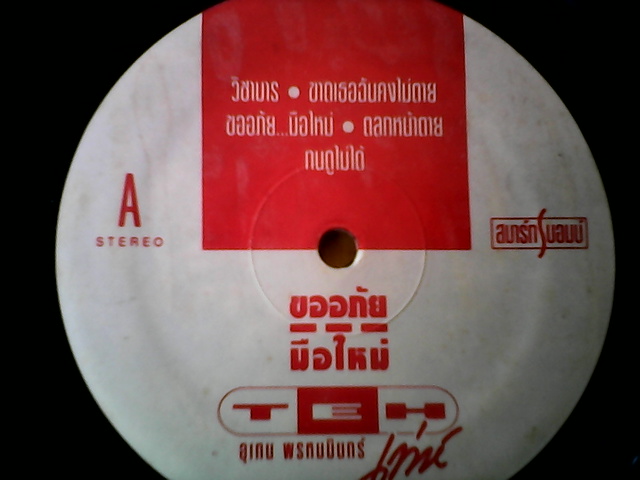 วิชามาร • ขาดเธอฉันคงไม่ตาย
ขออภัย...มือใหม่ • ตลกหน้าตาย
ทนดูไม่ได้
A
STEREO
สมาร์ทบอมบ์
ขออภัย
มือใหม่
TEH
อุเทน พรหมมินทร์